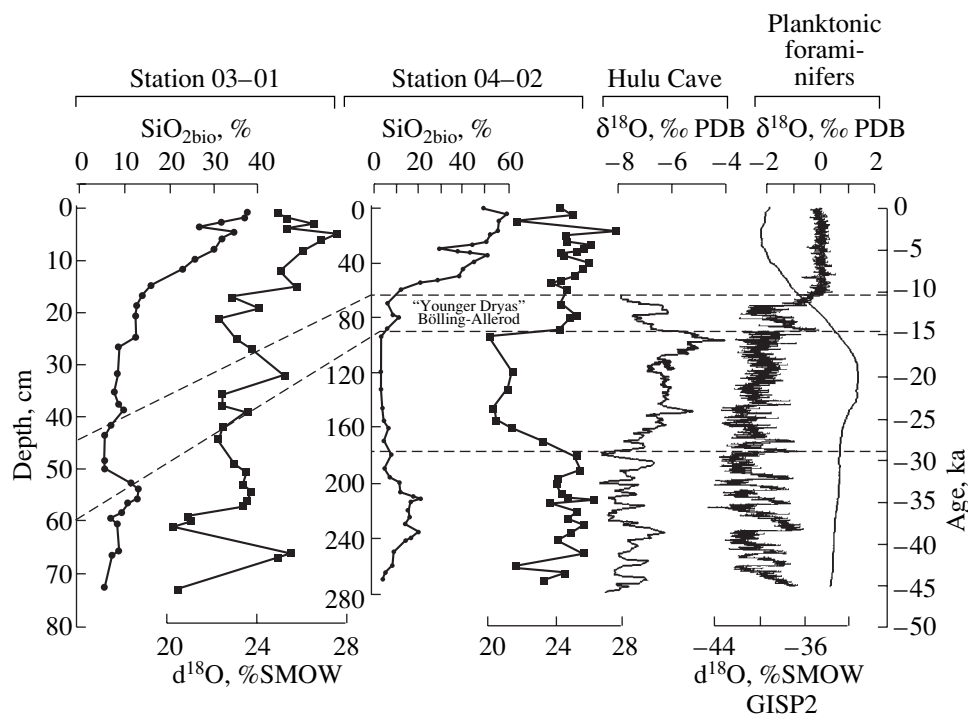 Planktonic
forami-
nifers
Station 03–01 Station 04–02 Hulu Cave
SiO2bio, % SiO2bio, % δ18O, ‰ PDB δ18O, ‰ PDB
0 10 20 30 40 0 20 40 60 −8 −6 −4 −2 0 2
0
10
20
30
40
50
60
70
80
Depth, cm
0
40
80
120
160
200
240
280
"Younger Dryas"
Bölling-Allerod
0
−5
−10
−15
−20
−25
−30
−35
−40
−45
−50
Age, ka
20 24 28 20 24 28 −44 −36
d18O, %SMOW d18O, %SMOW
GISP2